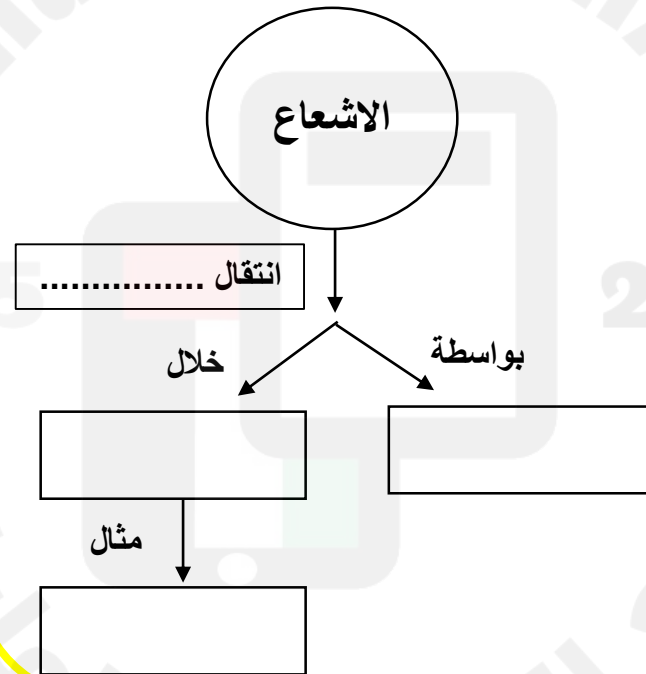 الاشعاع
انتقال ................
بواسطة
خلال
مثال